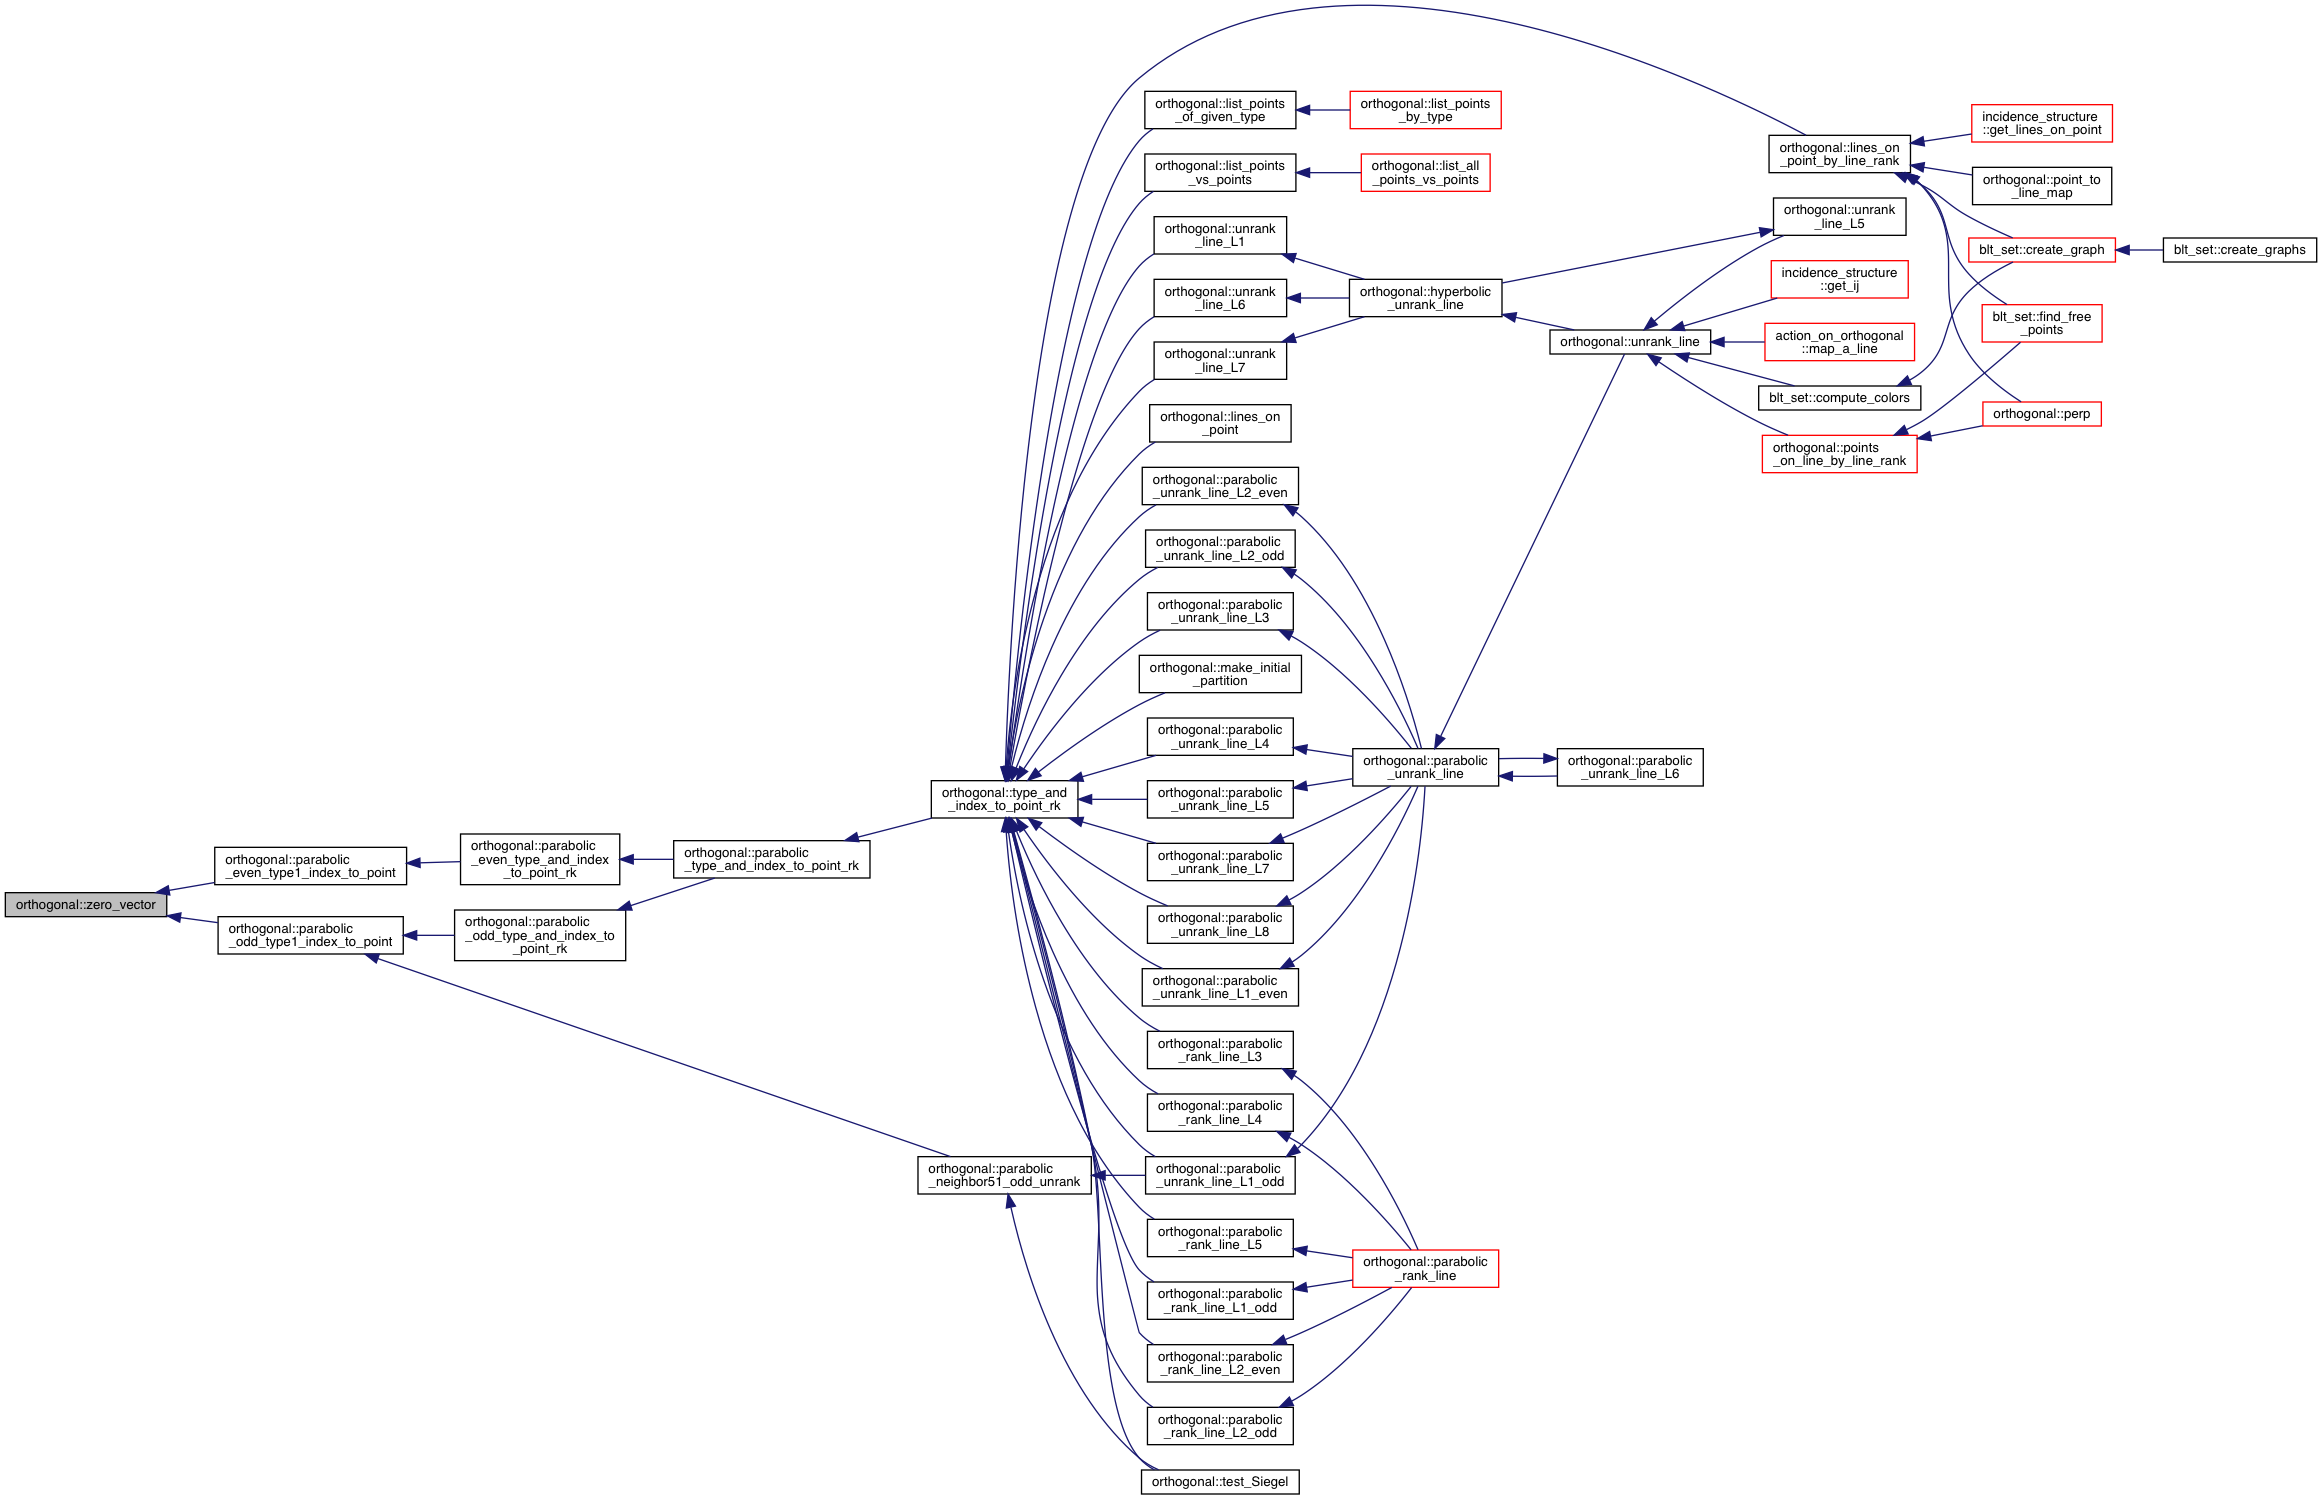 orthogonal::zero_vector
orthogonal::parabolic
_even_type1_index_to_point
orthogonal::parabolic
_odd_type1_index_to_point
orthogonal::parabolic
_even_type_and_index
_to_point_rk
orthogonal::parabolic
_odd_type_and_index_to
_point_rk
orthogonal::parabolic
_type_and_index_to_point_rk
orthogonal::type_and
_index_to_point_rk
orthogonal::parabolic
_neighbor51_odd_unrank
orthogonal::list_points
_of_given_type
orthogonal::list_points
_vs_points
orthogonal::unrank
_line_L1
orthogonal::unrank
_line_L6
orthogonal::unrank
_line_L7
orthogonal::lines_on
_point
orthogonal::parabolic
_unrank_line_L2_even
orthogonal::parabolic
_unrank_line_L2_odd
orthogonal::parabolic
_unrank_line_L3
orthogonal::make_initial
_partition
orthogonal::parabolic
_unrank_line_L4
orthogonal::parabolic
_unrank_line_L5
orthogonal::parabolic
_unrank_line_L7
orthogonal::parabolic
_unrank_line_L8
orthogonal::parabolic
_unrank_line_L1_even
orthogonal::parabolic
_rank_line_L3
orthogonal::parabolic
_rank_line_L4
orthogonal::parabolic
_unrank_line_L1_odd
orthogonal::parabolic
_rank_line_L5
orthogonal::parabolic
_rank_line_L1_odd
orthogonal::parabolic
_rank_line_L2_even
orthogonal::parabolic
_rank_line_L2_odd
orthogonal::test_Siegel
orthogonal::list_points
_by_type
orthogonal::list_all
_points_vs_points
orthogonal::hyperbolic
_unrank_line
orthogonal::parabolic
_unrank_line
orthogonal::parabolic
_rank_line
orthogonal::unrank_line
orthogonal::parabolic
_unrank_line_L6
orthogonal::lines_on
_point_by_line_rank
orthogonal::unrank
_line_L5
incidence_structure
::get_ij
action_on_orthogonal
::map_a_line
blt_set::compute_colors
orthogonal::points
_on_line_by_line_rank
incidence_structure
::get_lines_on_point
orthogonal::point_to
_line_map
blt_set::create_graph
blt_set::find_free
_points
orthogonal::perp
blt_set::create_graphs